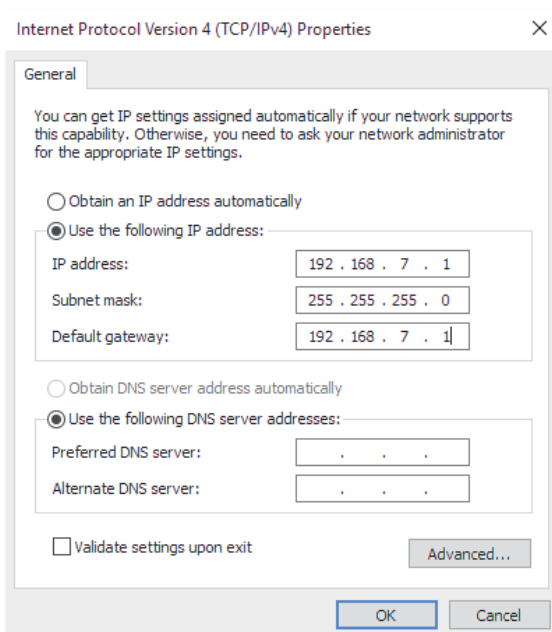 Internet Protocol Version 4 (TCP/IPv4) Properties
General
You can get IP settings assigned automatically if your network supports
this capability. Otherwise, you need to ask your network administrator
for the appropriate IP settings.
Obtain an IP address automatically
Use the following IP address:
IP address: 192 . 168 . 7 . 1
Subnet mask: 255 . 255 . 255 . 0
Default gateway: 192 . 168 . 7 . 1
Obtain DNS server address automatically
Use the following DNS server addresses:
Preferred DNS server: . . .
Alternate DNS server: . . .
Validate settings upon exit
Advanced...
OK Cancel